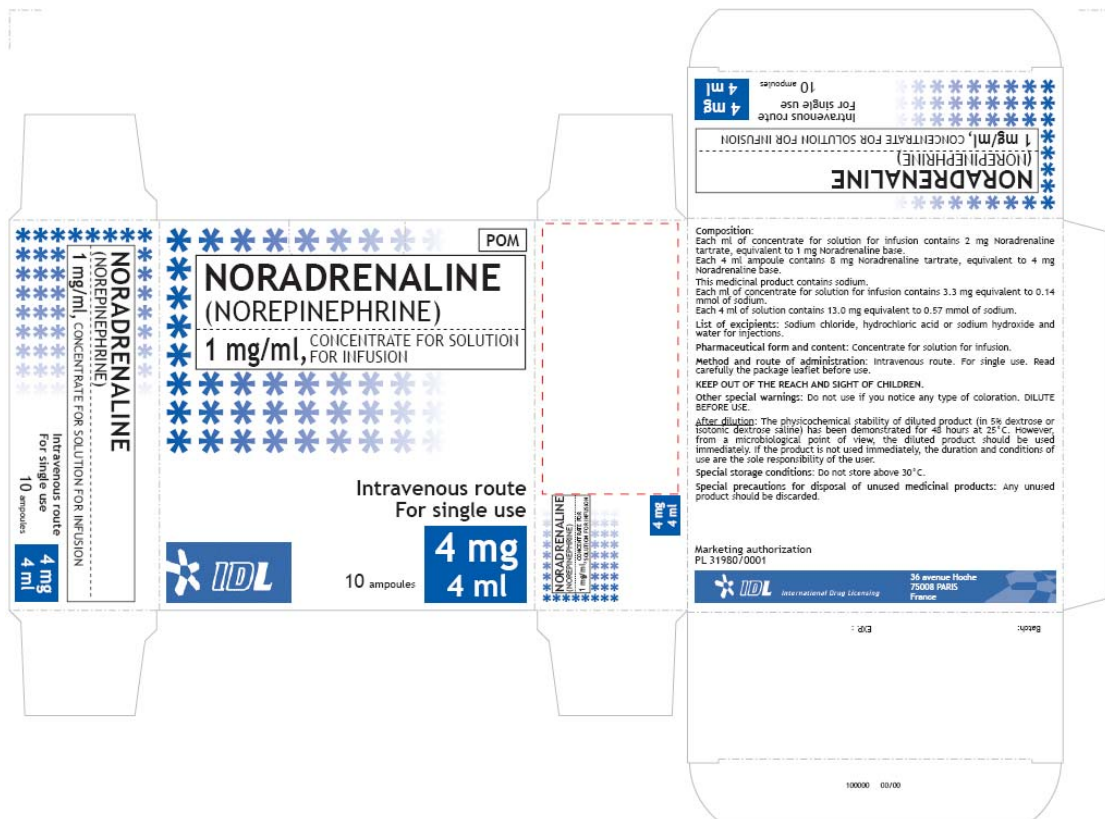 NORADRENALINE
(NOREPINEPHRINE)
1 mg/ml, CONCENTRATE FOR SOLUTION FOR INFUSION
Intravenous route
For single use
10 ampoules
4 mg
4 ml
POM
NORADRENALINE
(NOREPINEPHRINE)
1 mg/ml, CONCENTRATE FOR SOLUTION
FOR INFUSION
Intravenous route
For single use
10 ampoules
4 mg
4 ml
IDL
NORADRENALINE
(NOREPINEPHRINE)
1 mg/ml, CONCENTRATE FOR
SOLUTION FOR INFUSION
4 mg
4 ml
NORADRENALINE
(NOREPINEPHRINE)
1 mg/ml, CONCENTRATE FOR SOLUTION FOR INFUSION
Intravenous route
For single use
10 ampoules
4 mg
4 ml
Composition:
Each ml of concentrate for solution for infusion contains 2 mg Noradrenaline
tartrate, equivalent to 1 mg Noradrenaline base.
Each 4 ml ampoule contains 8 mg Noradrenaline tartrate, equivalent to 4 mg
Noradrenaline base.
This medicinal product contains sodium.
Each ml of concentrate for solution for infusion contains 3.3 mg equivalent to 0.14
mmol of sodium.
Each 4 ml of solution contains 13.0 mg equivalent to 0.57 mmol of sodium.
List of excipients: Sodium chloride, hydrochloric acid or sodium hydroxide and
water for injections.
Pharmaceutical form and content: Concentrate for solution for infusion.
Method and route of administration: Intravenous route. For single use. Read
carefully the package leaflet before use.
KEEP OUT OF THE REACH AND SIGHT OF CHILDREN.
Other special warnings: Do not use if you notice any type of coloration. DILUTE
BEFORE USE.
After dilution: The physicochemical stability of diluted product (in 5% dextrose or
isotonic dextrose saline) has been demonstrated for 48 hours at 25°C. However,
from a microbiological point of view, the diluted product should be used
immediately. If the product is not used immediately, the duration and conditions of
use are the sole responsibility of the user.
Special storage conditions: Do not store above 30°C.
Special precautions for disposal of unused medicinal products: Any unused
product should be discarded.
Marketing authorization
PL 31980/0001
IDL International Drug Licensing
36 avenue Hoche
75008 PARIS
France
Batch:
EXP :
100000 00/00